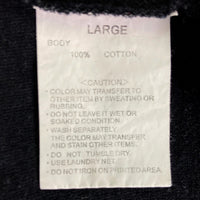 LARGE
BODY
100% COTTON
<CAUTION>
・COLOR MAY TRANSFER TO
OTHER ITEM BY SWEATING OR
RUBBING.
・DO NOT LEAVE IT WET OR
SOAKED CONDITION.
・WASH SEPARATELY
THE COLOR MAY TRANSFER
AND STAIN OTHER ITEMS.
・DO NOT TUMBLE DRY.
・USE LAUNDRY NET.
・DO NOT IRON ON PRINTED AREA.